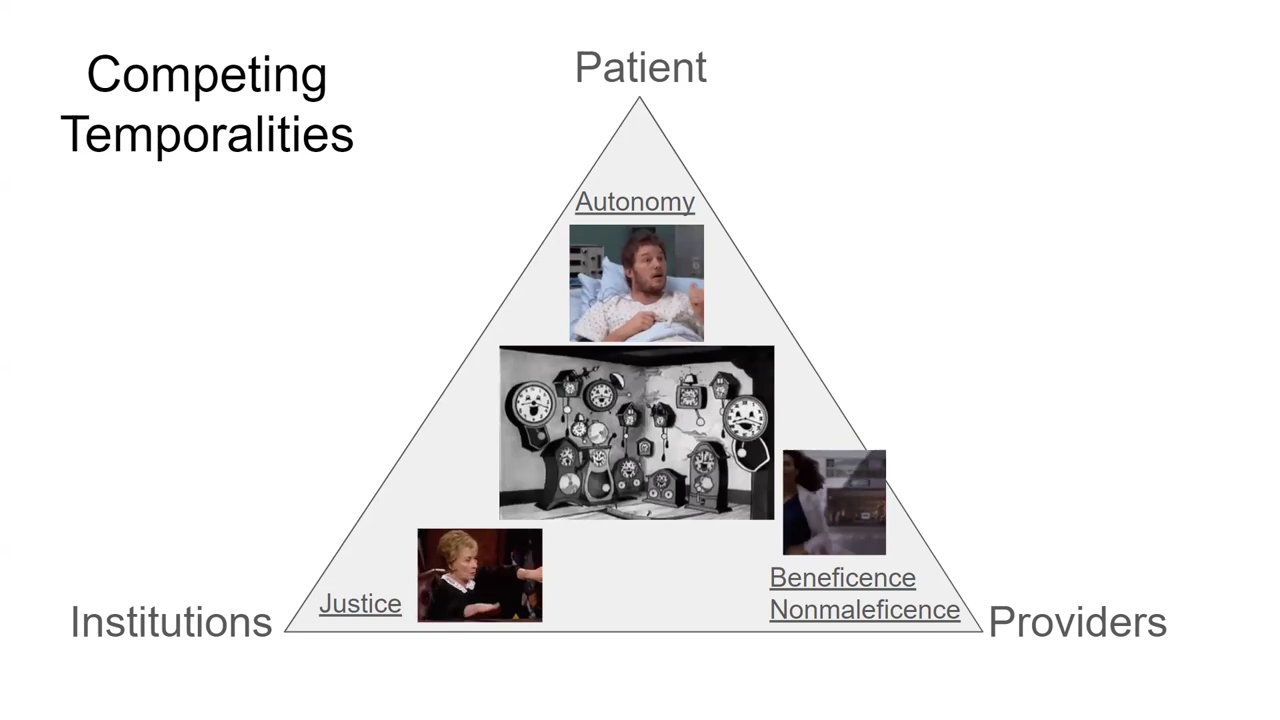 Competing
Temporalities
Patient
Autonomy
Justice
Beneficence
Nonmaleficence
Institutions
Providers